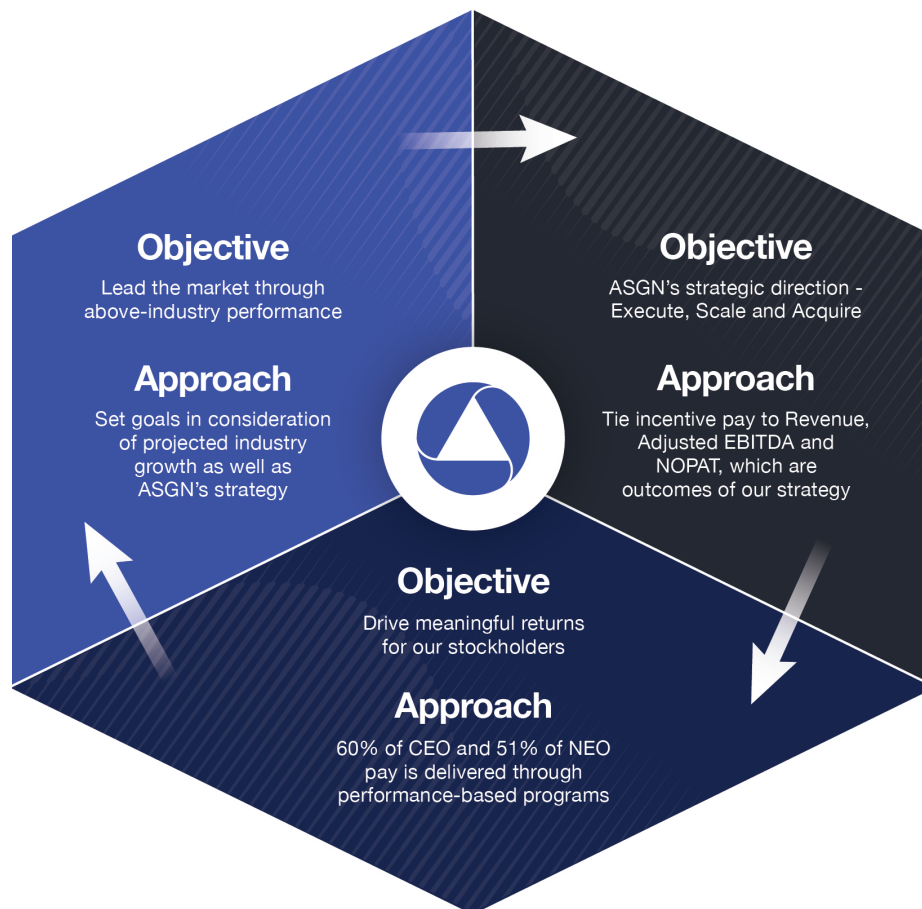 Objective
Lead the market through
above-industry performance
Approach
Set goals in consideration
of projected industry
growth as well as
ASGN’s strategy
Objective
ASGN’s strategic direction -
Execute, Scale and Acquire
Approach
Tie incentive pay to Revenue,
Adjusted EBITDA and
NOPAT, which are
outcomes of our strategy
Objective
Drive meaningful returns
for our stockholders
Approach
60% of CEO and 51% of NEO
pay is delivered through
performance-based programs